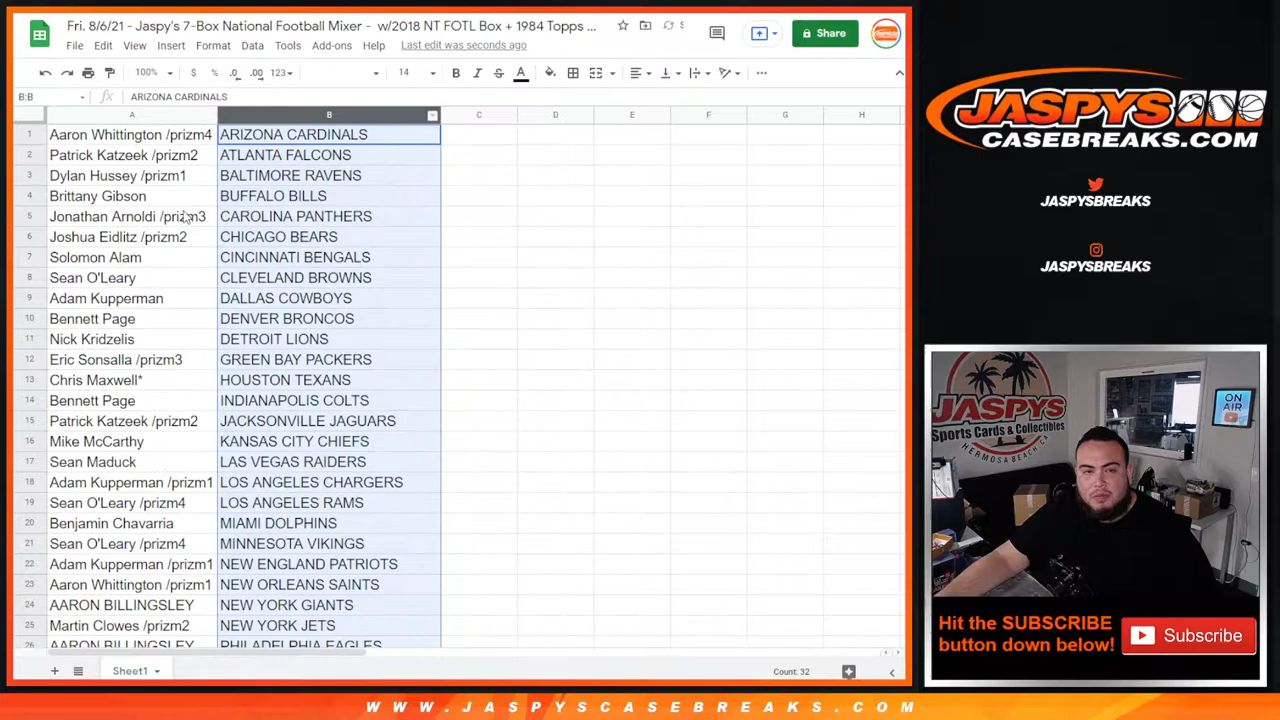 Fri. 8/6/21 - Jaspy's 7-Box National Football Mixer - w/2018 NT FOTL Box + 1984 Topps ...
File Edit View Insert Format Data Tools Add-ons Help Last edit was seconds ago
Share
100% $ % .0 .00 123 14 B I S A
B:B fx ARIZONA CARDINALS
A B C D E F G H
1 Aaron Whittington /prizm4 ARIZONA CARDINALS
2 Patrick Katzeek /prizm2 ATLANTA FALCONS
3 Dylan Hussey /prizm1 BALTIMORE RAVENS
4 Brittany Gibson BUFFALO BILLS
5 Jonathan Arnoldi /prizm3 CAROLINA PANTHERS
6 Joshua Eidlitz /prizm2 CHICAGO BEARS
7 Solomon Alam CINCINNATI BENGALS
8 Sean O'Leary CLEVELAND BROWNS
9 Adam Kupperman DALLAS COWBOYS
10 Bennett Page DENVER BRONCOS
11 Nick Kridzelis DETROIT LIONS
12 Eric Sonsalla /prizm3 GREEN BAY PACKERS
13 Chris Maxwell* HOUSTON TEXANS
14 Bennett Page INDIANAPOLIS COLTS
15 Patrick Katzeek /prizm2 JACKSONVILLE JAGUARS
16 Mike McCarthy KANSAS CITY CHIEFS
17 Sean Maduck LAS VEGAS RAIDERS
18 Adam Kupperman /prizm1 LOS ANGELES CHARGERS
19 Sean O'Leary /prizm4 LOS ANGELES RAMS
20 Benjamin Chavarria MIAMI DOLPHINS
21 Sean O'Leary /prizm4 MINNESOTA VIKINGS
22 Adam Kupperman /prizm1 NEW ENGLAND PATRIOTS
23 Aaron Whittington /prizm1 NEW ORLEANS SAINTS
24 AARON BILLINGSLEY NEW YORK GIANTS
25 Martin Clowes /prizm2 NEW YORK JETS
26 AARON BILLINGSLEY PHILADELPHIA EAGLES
Sheet1
Count: 32
JASPYS
CASEBREAKS.COM
JASPYSBREAKS
JASPYSBREAKS
JASPYS
Sports Cards & Collectibles
HERMOSA BEACH CA
ON
AIR
Hit the SUBSCRIBE
button down below!
Subscribe
WWW.JASPYSCASEBREAKS.COM